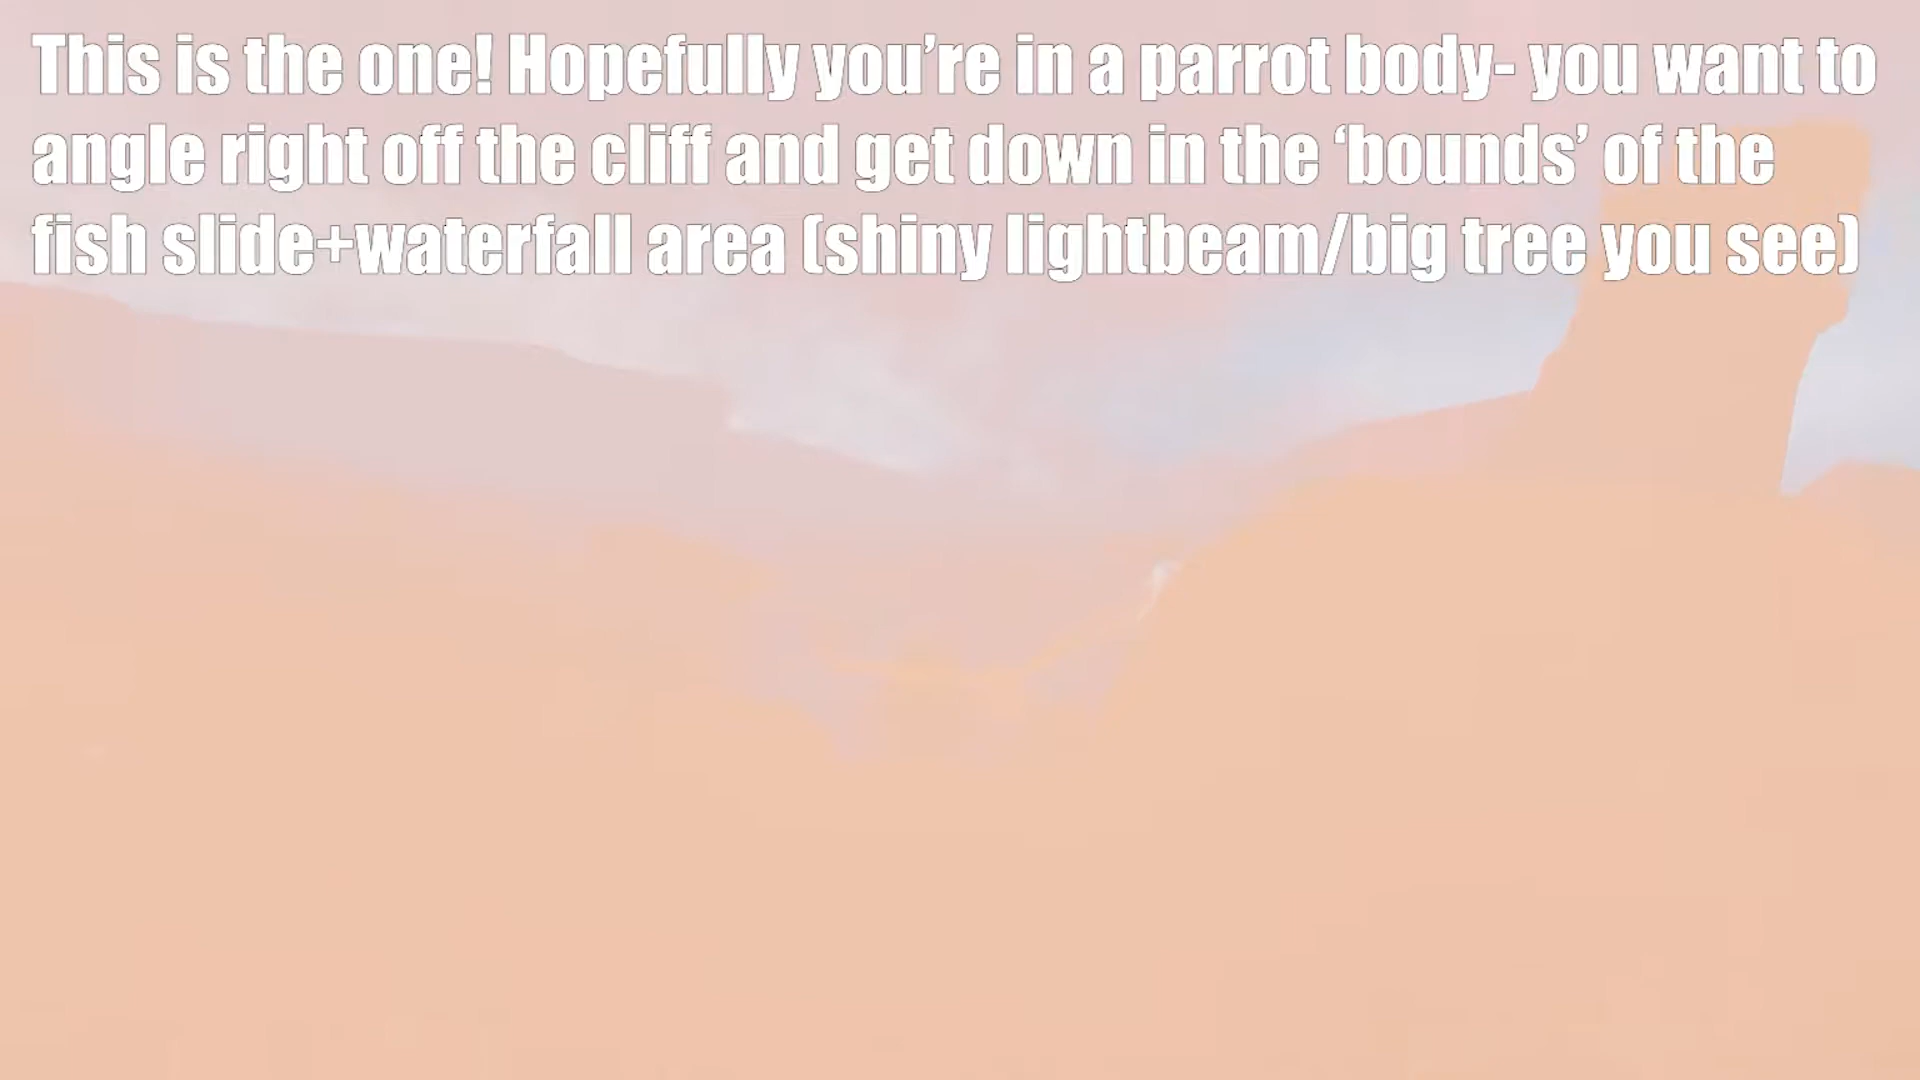 This is the one! Hopefully you’re in a parrot body- you want to
angle right off the cliff and get down in the ‘bounds’ of the
fish slide+waterfall area (shiny lightbeam/big tree you see)